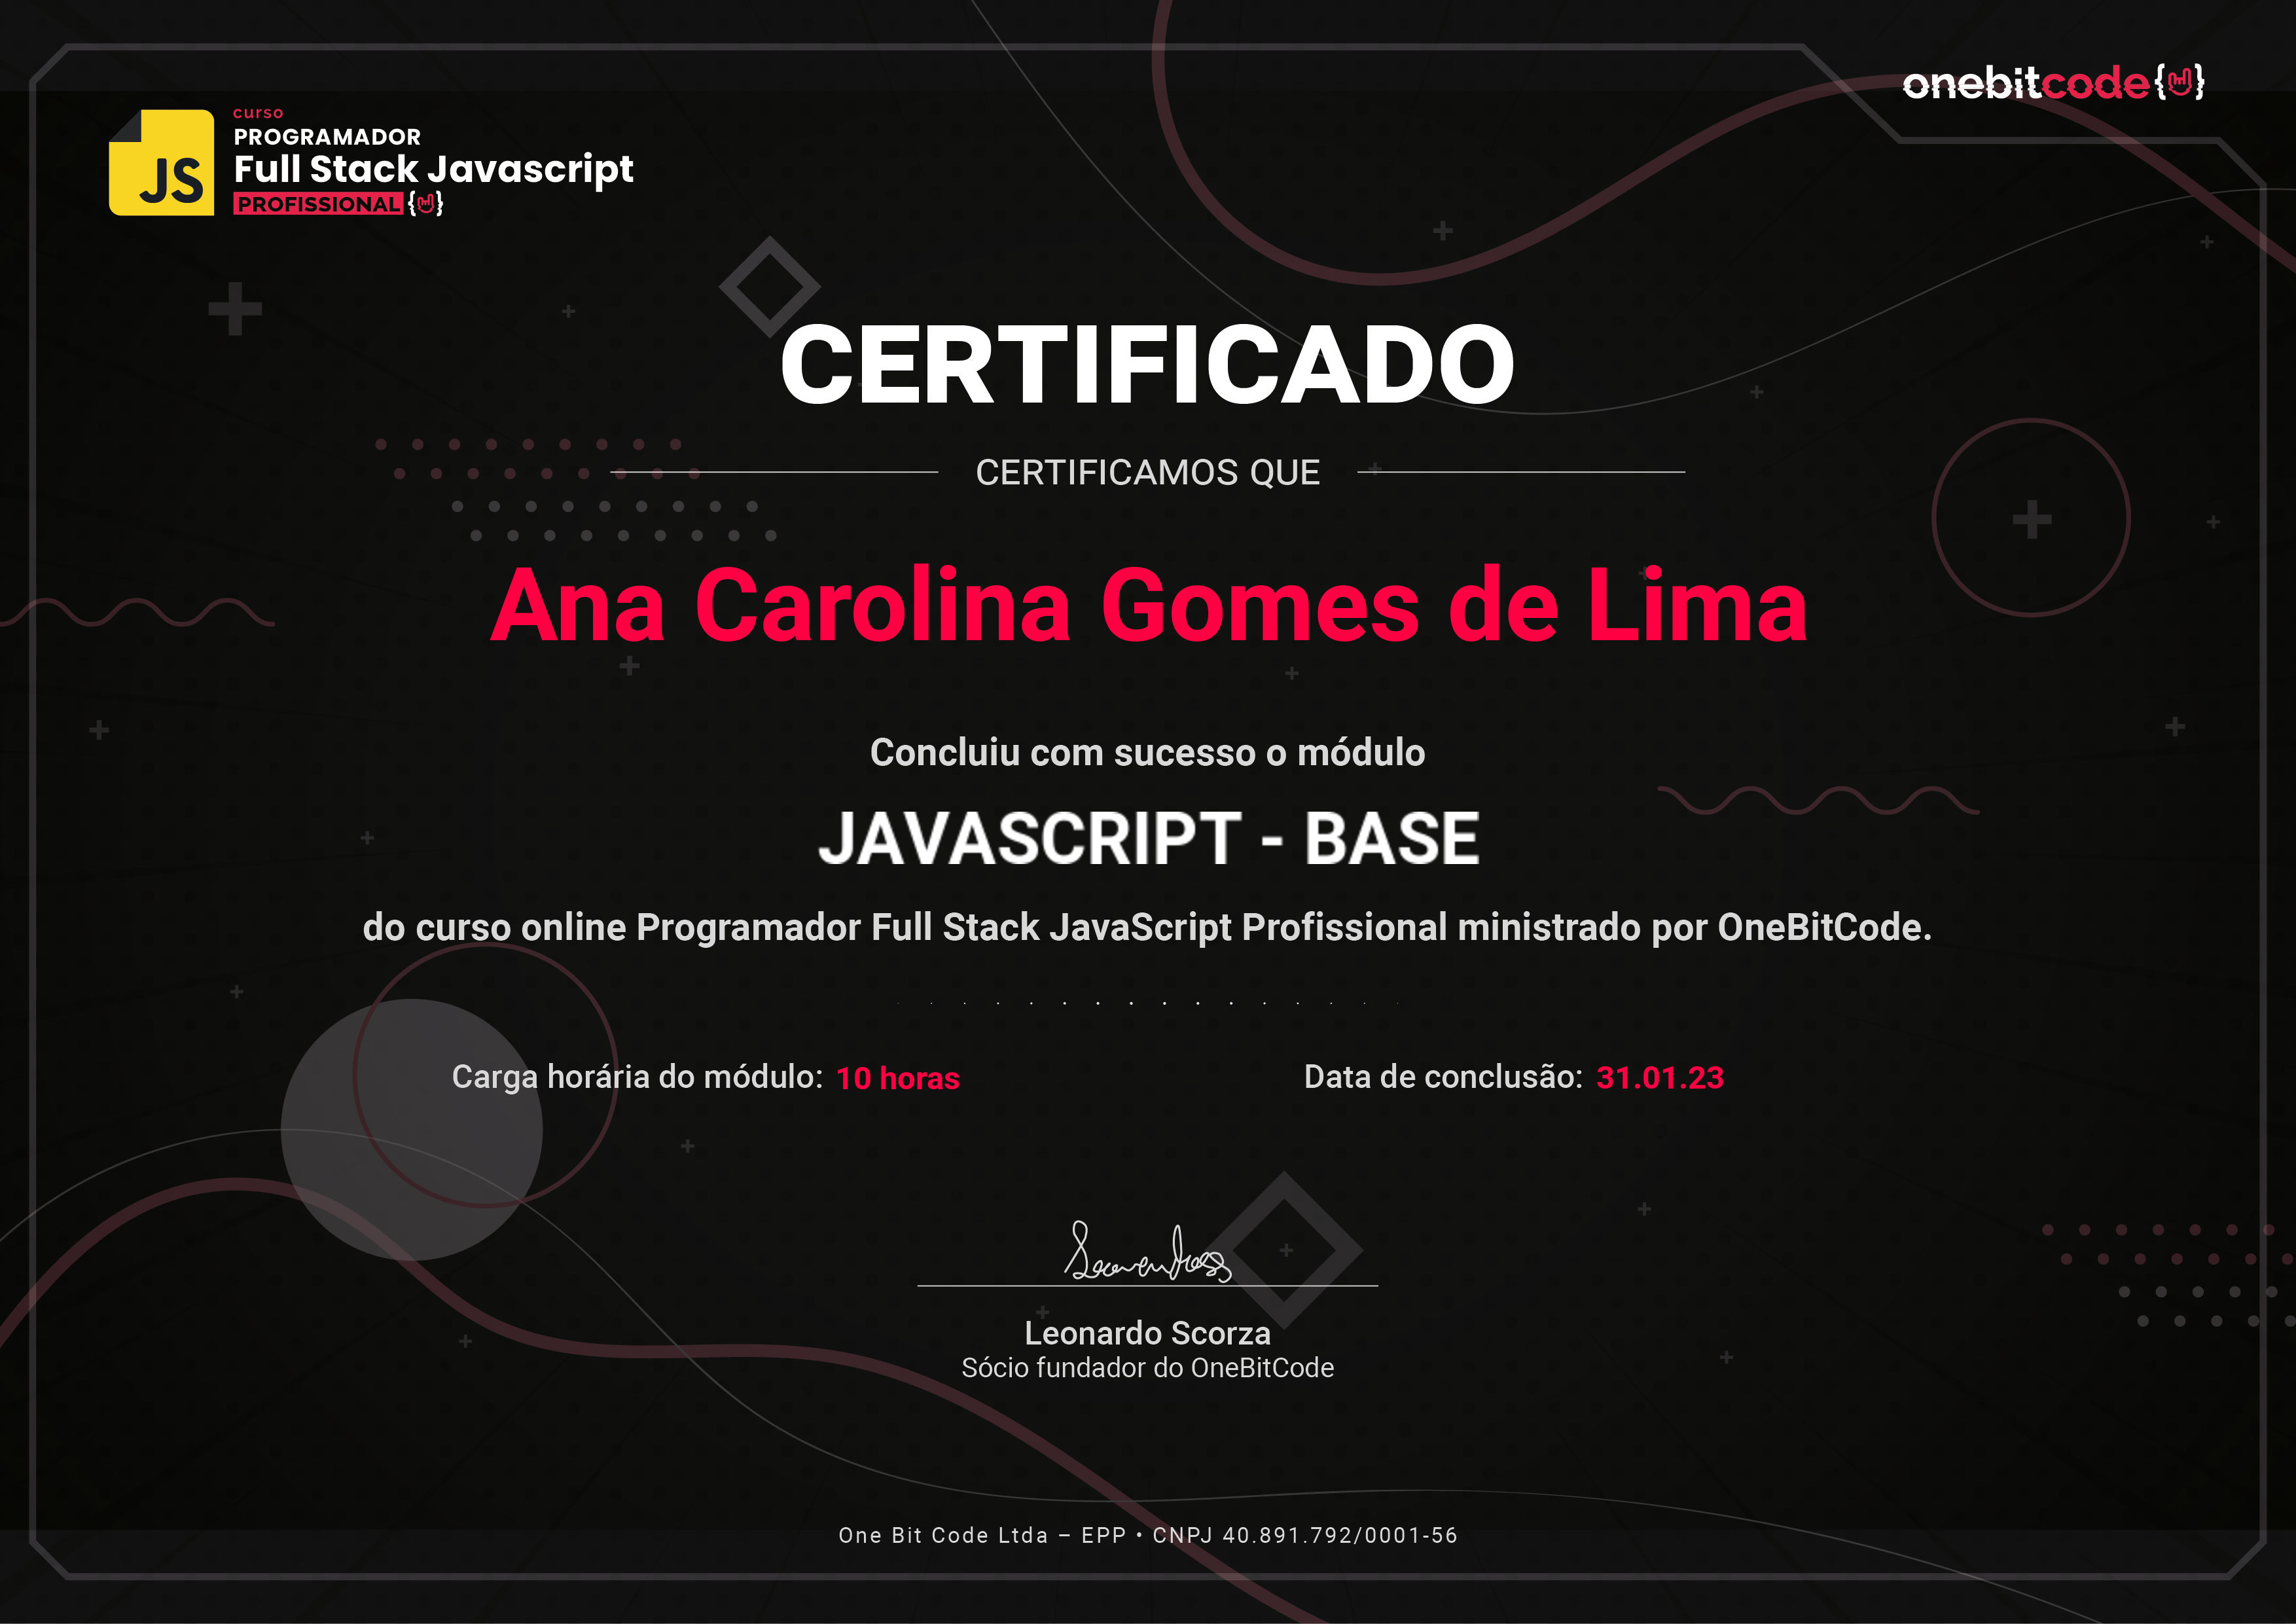 curso
PROGRAMADOR
Full Stack Javascript
PROFISSIONAL
JS
onebitcode
CERTIFICADO
CERTIFICAMOS QUE
Ana Carolina Gomes de Lima
Concluiu com sucesso o módulo
JAVASCRIPT - BASE
do curso online Programador Full Stack JavaScript Profissional ministrado por OneBitCode.
Carga horária do módulo: 10 horas
Data de conclusão: 31.01.23
Leonardo Scorza
Sócio fundador do OneBitCode
One Bit Code Ltda – EPP • CNPJ 40.891.792/0001-56